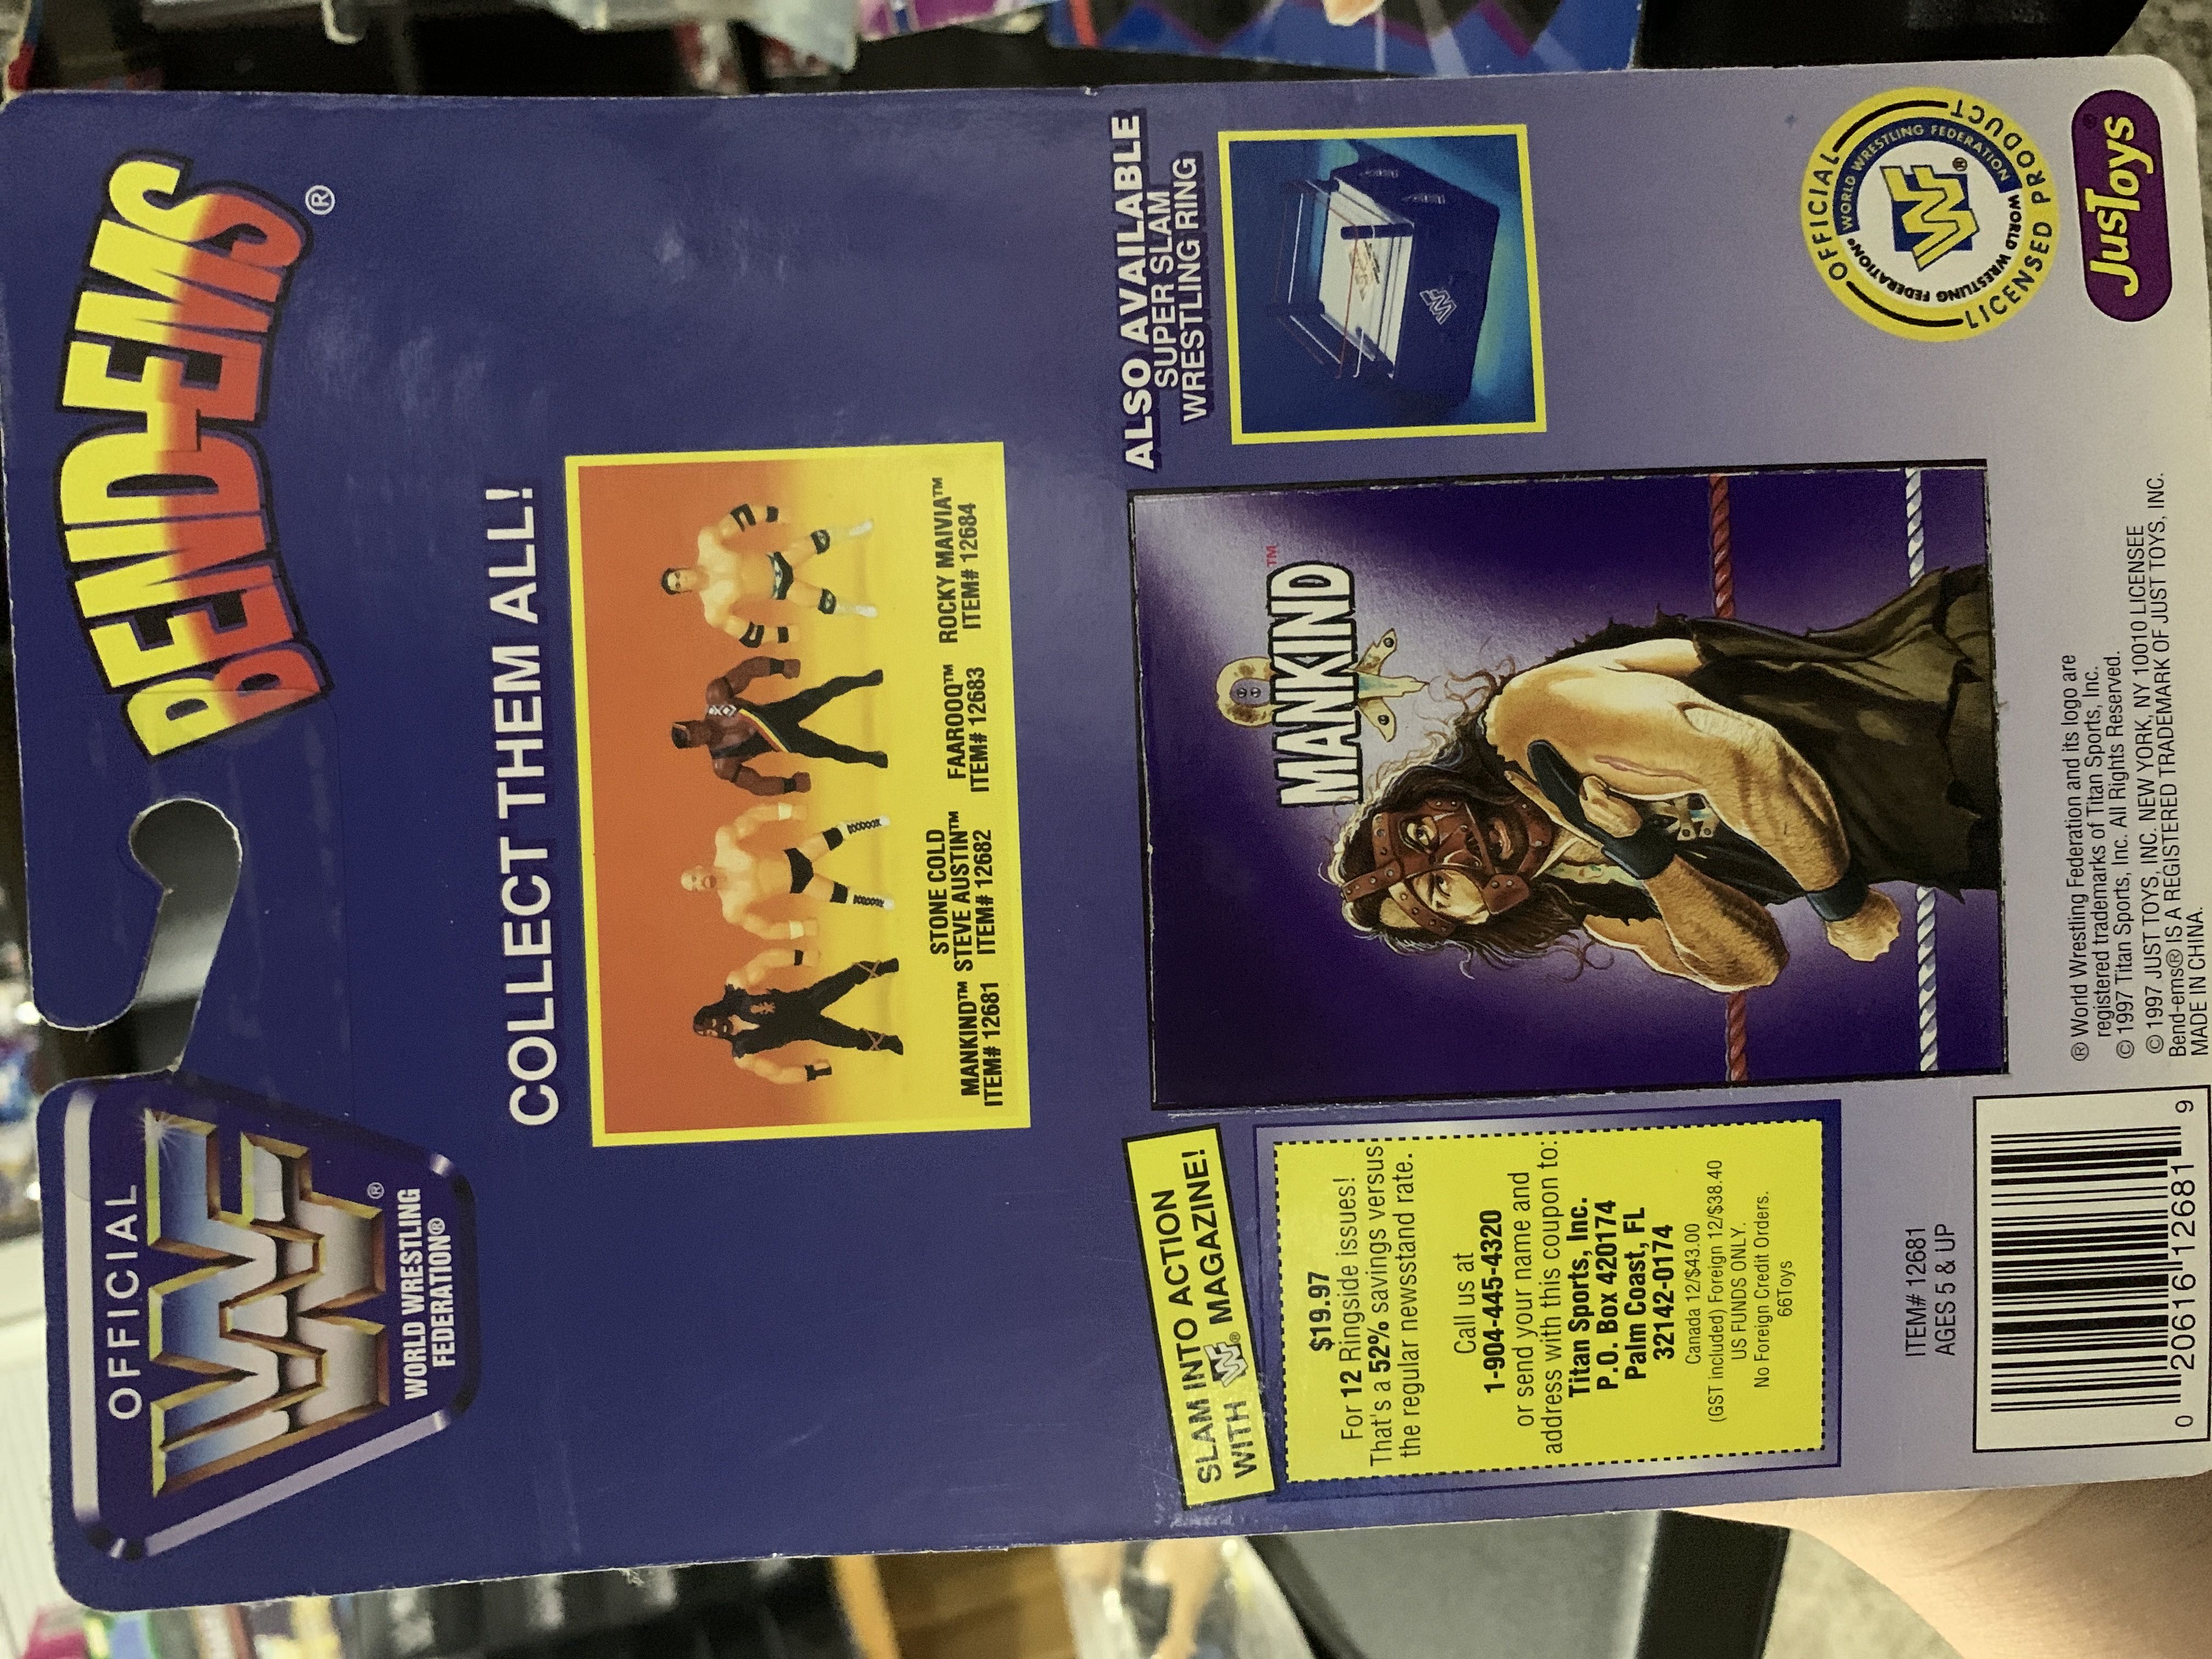 OFFICIAL
WF
®
WORLD WRESTLING
FEDERATION®
BEND-EMS
®
COLLECT THEM ALL!
MANKIND™
ITEM# 12681
STONE COLD
STEVE AUSTIN™
ITEM# 12682
FAAROOQ™
ITEM# 12683
ROCKY MAIVIA™
ITEM# 12684
SLAM INTO ACTION
WITH WF® MAGAZINE!
$19.97
For 12 Ringside issues!
That's a 52% savings versus
the regular newsstand rate.
Call us at
1-904-445-4320
or send your name and
address with this coupon to:
Titan Sports, Inc.
P.O. Box 420174
Palm Coast, FL
32142-0174
Canada 12/$43.00
(GST included) Foreign 12/$38.40
US FUNDS ONLY.
No Foreign Credit Orders.
66Toys
MANKIND™
ALSO AVAILABLE
SUPER SLAM
WRESTLING RING
WF
ITEM# 12681
AGES 5 & UP
0 20616 12681 9
® World Wrestling Federation and its logo are
registered trademarks of Titan Sports, Inc.
© 1997 Titan Sports, Inc. All Rights Reserved.
© 1997 JUST TOYS, INC. NEW YORK, NY 10010 LICENSEE
Bend-ems® IS A REGISTERED TRADEMARK OF JUST TOYS, INC.
MADE IN CHINA.
OFFICIAL
WORLD WRESTLING FEDERATION
WF®
WORLD WRESTLING FEDERATION®
LICENSED PRODUCT
JusToys®